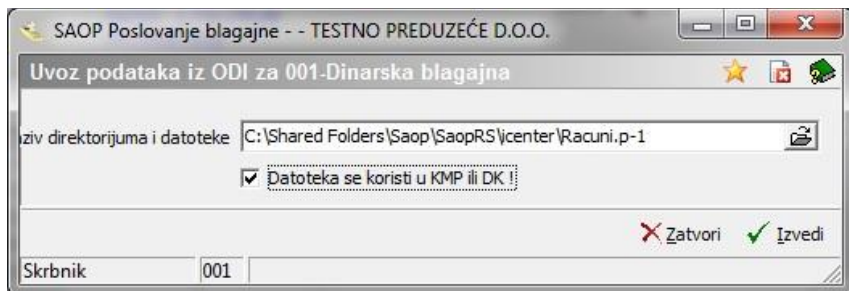 SAOP Poslovanje blagajne - - TESTNO PREDUZEĆE D.O.O.
Uvoz podataka iz ODI za 001-Dinarska blagajna
ziv direktorijuma i datoteke C:\Shared Folders\Saop\SaopRS\icenter\Racuni.p-1
Datoteka se koristi u KMP ili DK !
Zatvori Izvedi
Skrbnik 001